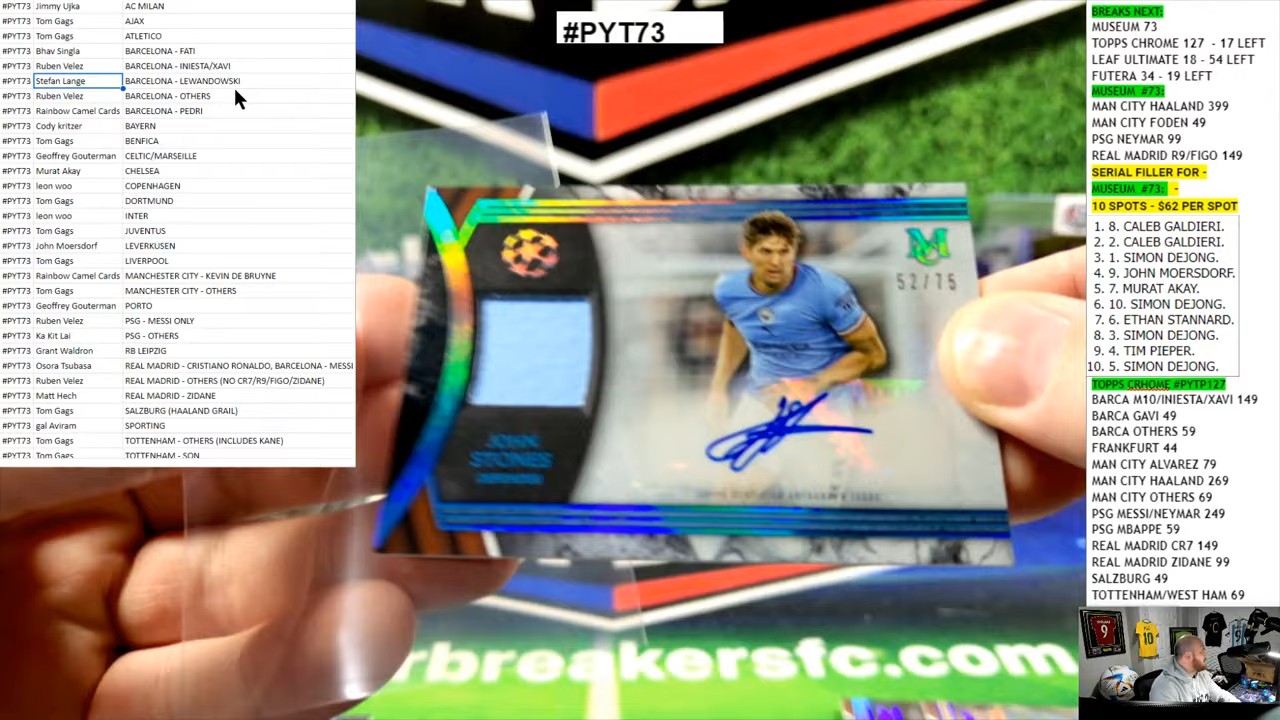 #PYT73 Jimmy Ujka AC MILAN
#PYT73 Tom Gags AJAX
#PYT73 Tom Gags ATLETICO
#PYT73 Bhav Singla BARCELONA - FATI
#PYT73 Ruben Velez BARCELONA - INIESTA/XAVI
#PYT73 Stefan Lange BARCELONA - LEWANDOWSKI
#PYT73 Ruben Velez BARCELONA - OTHERS
#PYT73 Rainbow Camel Cards BARCELONA - PEDRI
#PYT73 Cody kritzer BAYERN
#PYT73 Tom Gags BENFICA
#PYT73 Geoffrey Gouterman CELTIC/MARSEILLE
#PYT73 Murat Akay CHELSEA
#PYT73 leon woo COPENHAGEN
#PYT73 Tom Gags DORTMUND
#PYT73 leon woo INTER
#PYT73 Tom Gags JUVENTUS
#PYT73 John Moersdorf LEVERKUSEN
#PYT73 Tom Gags LIVERPOOL
#PYT73 Rainbow Camel Cards MANCHESTER CITY - KEVIN DE BRUYNE
#PYT73 Tom Gags MANCHESTER CITY - OTHERS
#PYT73 Geoffrey Gouterman PORTO
#PYT73 Ruben Velez PSG - MESSI ONLY
#PYT73 Ka Kit Lai PSG - OTHERS
#PYT73 Grant Waldron RB LEIPZIG
#PYT73 Osora Tsubasa REAL MADRID - CRISTIANO RONALDO, BARCELONA - MESSI
#PYT73 Ruben Velez REAL MADRID - OTHERS (NO CR7/R9/FIGO/ZIDANE)
#PYT73 Matt Hech REAL MADRID - ZIDANE
#PYT73 Tom Gags SALZBURG (HAALAND GRAIL)
#PYT73 gal Aviram SPORTING
#PYT73 Tom Gags TOTTENHAM - OTHERS (INCLUDES KANE)
#PYT73 Tom Gags TOTTENHAM - SON
#PYT73
52/75
JOHN
STONES
breakersfc.com
BREAKS NEXT:
MUSEUM 73
TOPPS CHROME 127 - 17 LEFT
LEAF ULTIMATE 18 - 54 LEFT
FUTERA 34 - 19 LEFT
MUSEUM #73:
MAN CITY HAALAND 399
MAN CITY FODEN 49
PSG NEYMAR 99
REAL MADRID R9/FIGO 149
SERIAL FILLER FOR -
MUSEUM #73: -
10 SPOTS - $62 PER SPOT
1. 8. CALEB GALDIERI.
2. 2. CALEB GALDIERI.
3. 1. SIMON DEJONG.
4. 9. JOHN MOERSDORF.
5. 7. MURAT AKAY.
6. 10. SIMON DEJONG.
7. 6. ETHAN STANNARD.
8. 3. SIMON DEJONG.
9. 4. TIM PIEPER.
10. 5. SIMON DEJONG.
TOPPS CRHOME #PYTP127
BARCA M10/INIESTA/XAVI 149
BARCA GAVI 49
BARCA OTHERS 59
FRANKFURT 44
MAN CITY ALVAREZ 79
MAN CITY HAALAND 269
MAN CITY OTHERS 69
PSG MESSI/NEYMAR 249
PSG MBAPPE 59
REAL MADRID CR7 149
REAL MADRID ZIDANE 99
SALZBURG 49
TOTTENHAM/WEST HAM 69